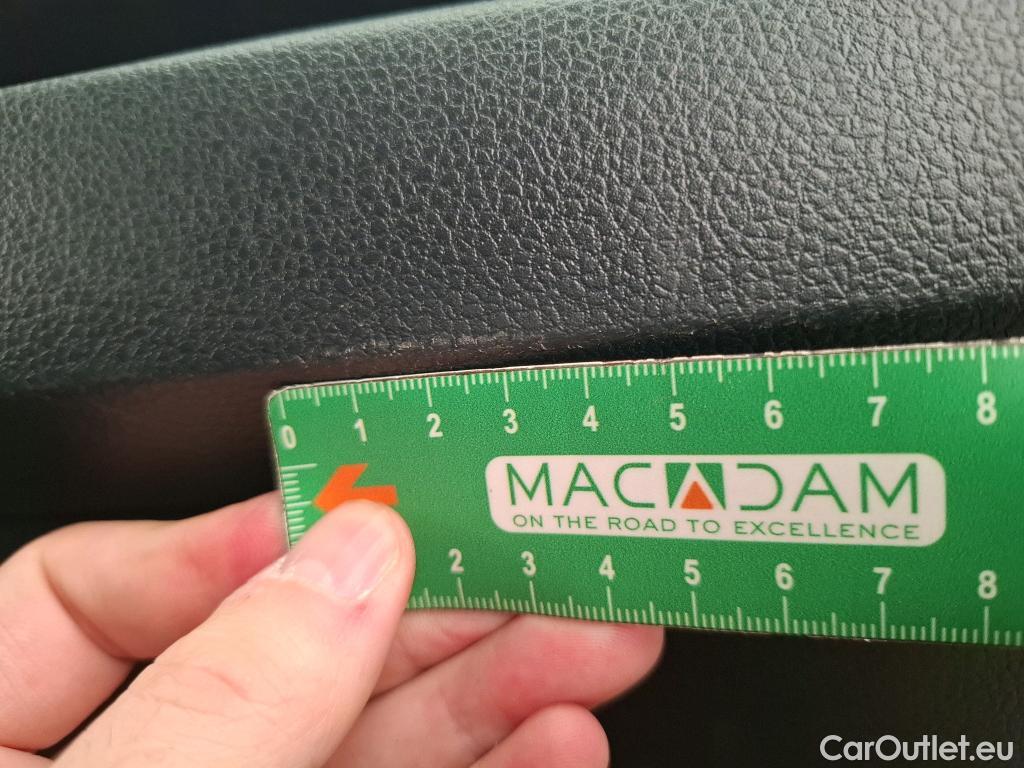 0 1 2 3 4 5 6 7 8
MACADAM
ON THE ROAD TO EXCELLENCE
2 3 4 5 6 7 8
CarOutlet.eu